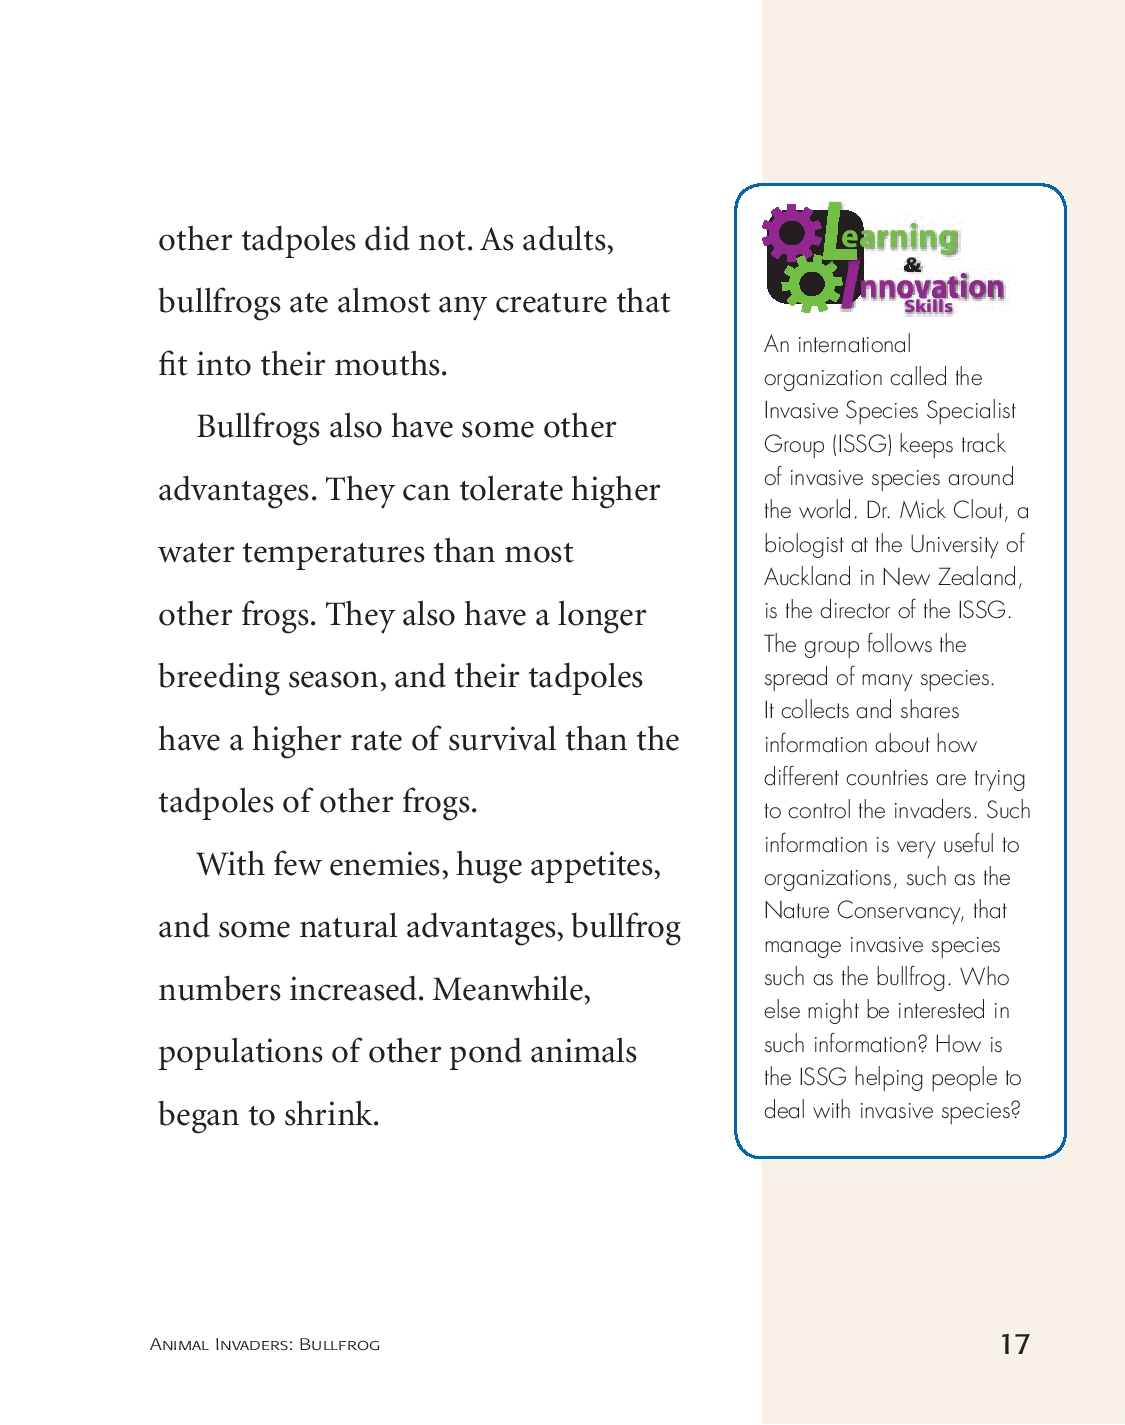 other tadpoles did not. As adults,
bullfrogs ate almost any creature that
fit into their mouths.
Bullfrogs also have some other
advantages. They can tolerate higher
water temperatures than most
other frogs. They also have a longer
breeding season, and their tadpoles
have a higher rate of survival than the
tadpoles of other frogs.
With few enemies, huge appetites,
and some natural advantages, bullfrog
numbers increased. Meanwhile,
populations of other pond animals
began to shrink.
Learning
&
Innovation
Skills
An international
organization called the
Invasive Species Specialist
Group (ISSG) keeps track
of invasive species around
the world. Dr. Mick Clout, a
biologist at the University of
Auckland in New Zealand,
is the director of the ISSG.
The group follows the
spread of many species.
It collects and shares
information about how
different countries are trying
to control the invaders. Such
information is very useful to
organizations, such as the
Nature Conservancy, that
manage invasive species
such as the bullfrog. Who
else might be interested in
such information? How is
the ISSG helping people to
deal with invasive species?
Animal Invaders: Bullfrog
17